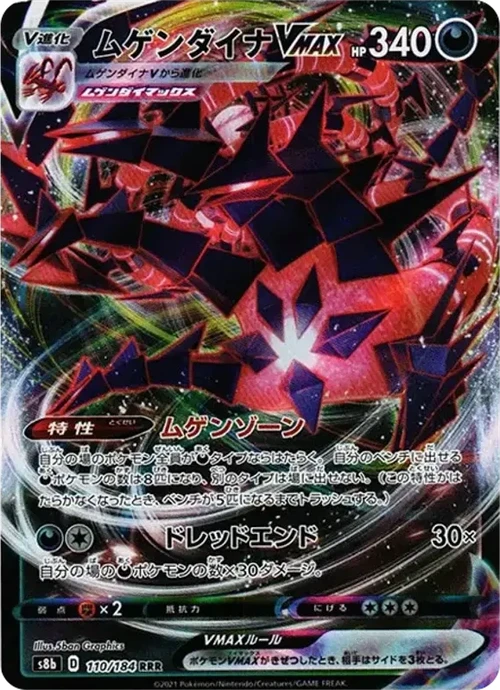 V進化
ムゲンダイナVMAX HP340
ムゲンダイナVから進化
ムゲンダイマックス
特性 とくせい ムゲンゾーン
自分の場のポケモン全員が悪タイプならはたらく。自分のベンチに出せる
ポケモンの数は8匹になり、別のタイプは場に出せない。(この特性がは
たらかなくなったとき、ベンチが5匹になるまでトラッシュする。)
ドレッドエンド 30×
自分の場のポケモンの数×30ダメージ。
弱点 ×2 抵抗力 にげる
Illus.5ban Graphics
VMAXルール
s8b D 110/184 RRR
ポケモンVMAXがきぜつしたとき、相手はサイドを3枚とる。
©2021 Pokémon/Nintendo/Creatures/GAME FREAK.